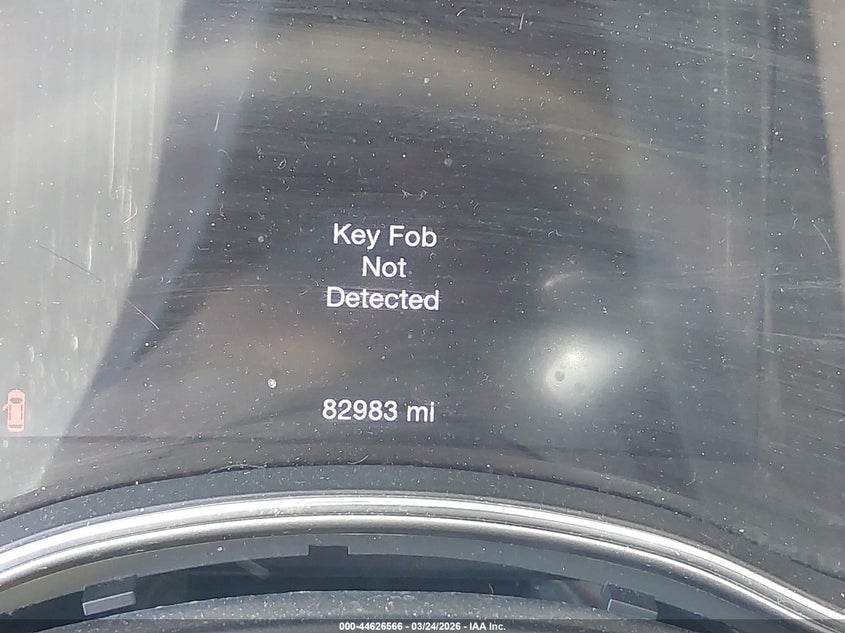 Key Fob
Not
Detected
82983 mi
000-44626566 - 03/24/2026 - IAA Inc.